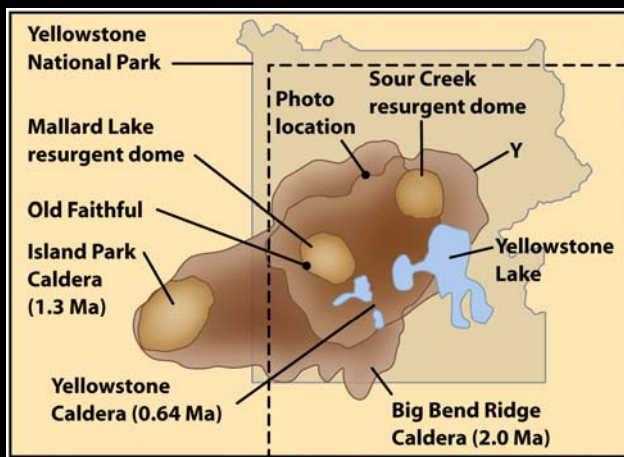 Yellowstone
National Park
Sour Creek
resurgent dome
Photo
location
Mallard Lake
resurgent dome
Y
Old Faithful
Island Park
Caldera
(1.3 Ma)
Yellowstone
Lake
Yellowstone
Caldera (0.64 Ma)
Big Bend Ridge
Caldera (2.0 Ma)